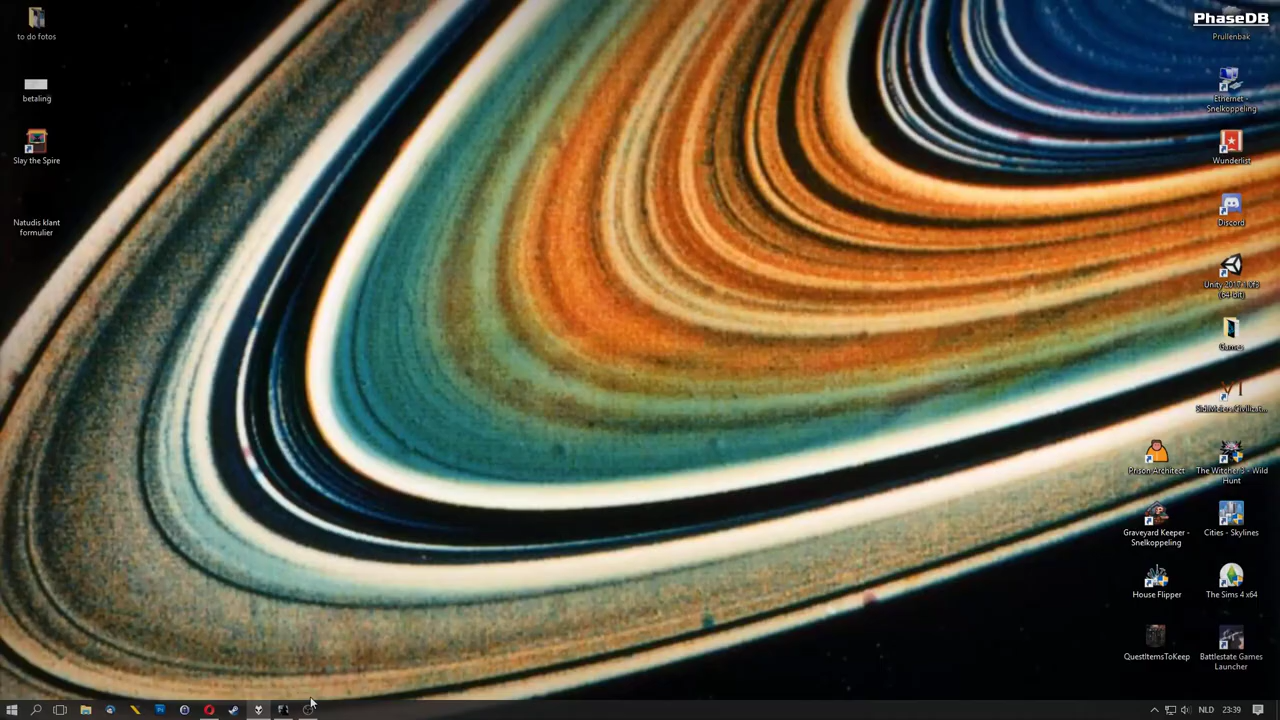 to do fotos
betaling
Slay the Spire
Natudis klant
formulier
PhaseDB
Prullenbak
Ethernet -
Snelkoppeling
Wunderlist
Discord
(64-bit)
Games
Prison Architect
The Witcher 3 - Wild
Hunt
Graveyard Keeper -
Snelkoppeling
Cities - Skylines
House Flipper
The Sims 4 x64
QuestItemsToKeep
Battlestate Games
Launcher
NLD
23:39